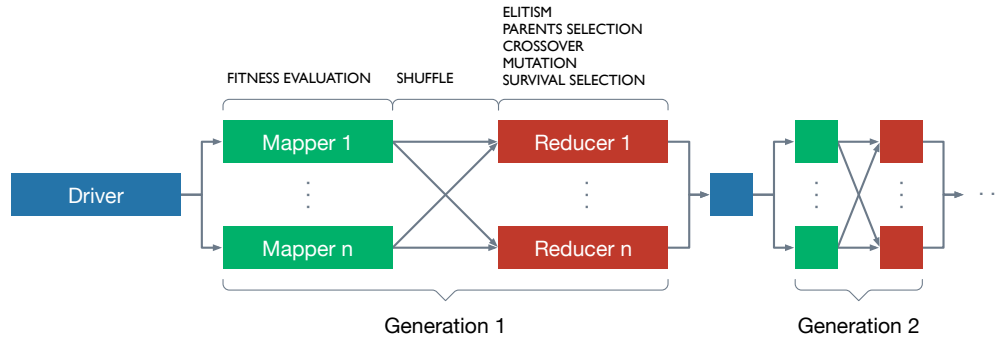 ELITISM
PARENTS SELECTION
CROSSOVER
MUTATION
SURVIVAL SELECTION
FITNESS EVALUATION
SHUFFLE
Mapper 1
Reducer 1
Driver
Mapper n
Reducer n
Generation 1
Generation 2